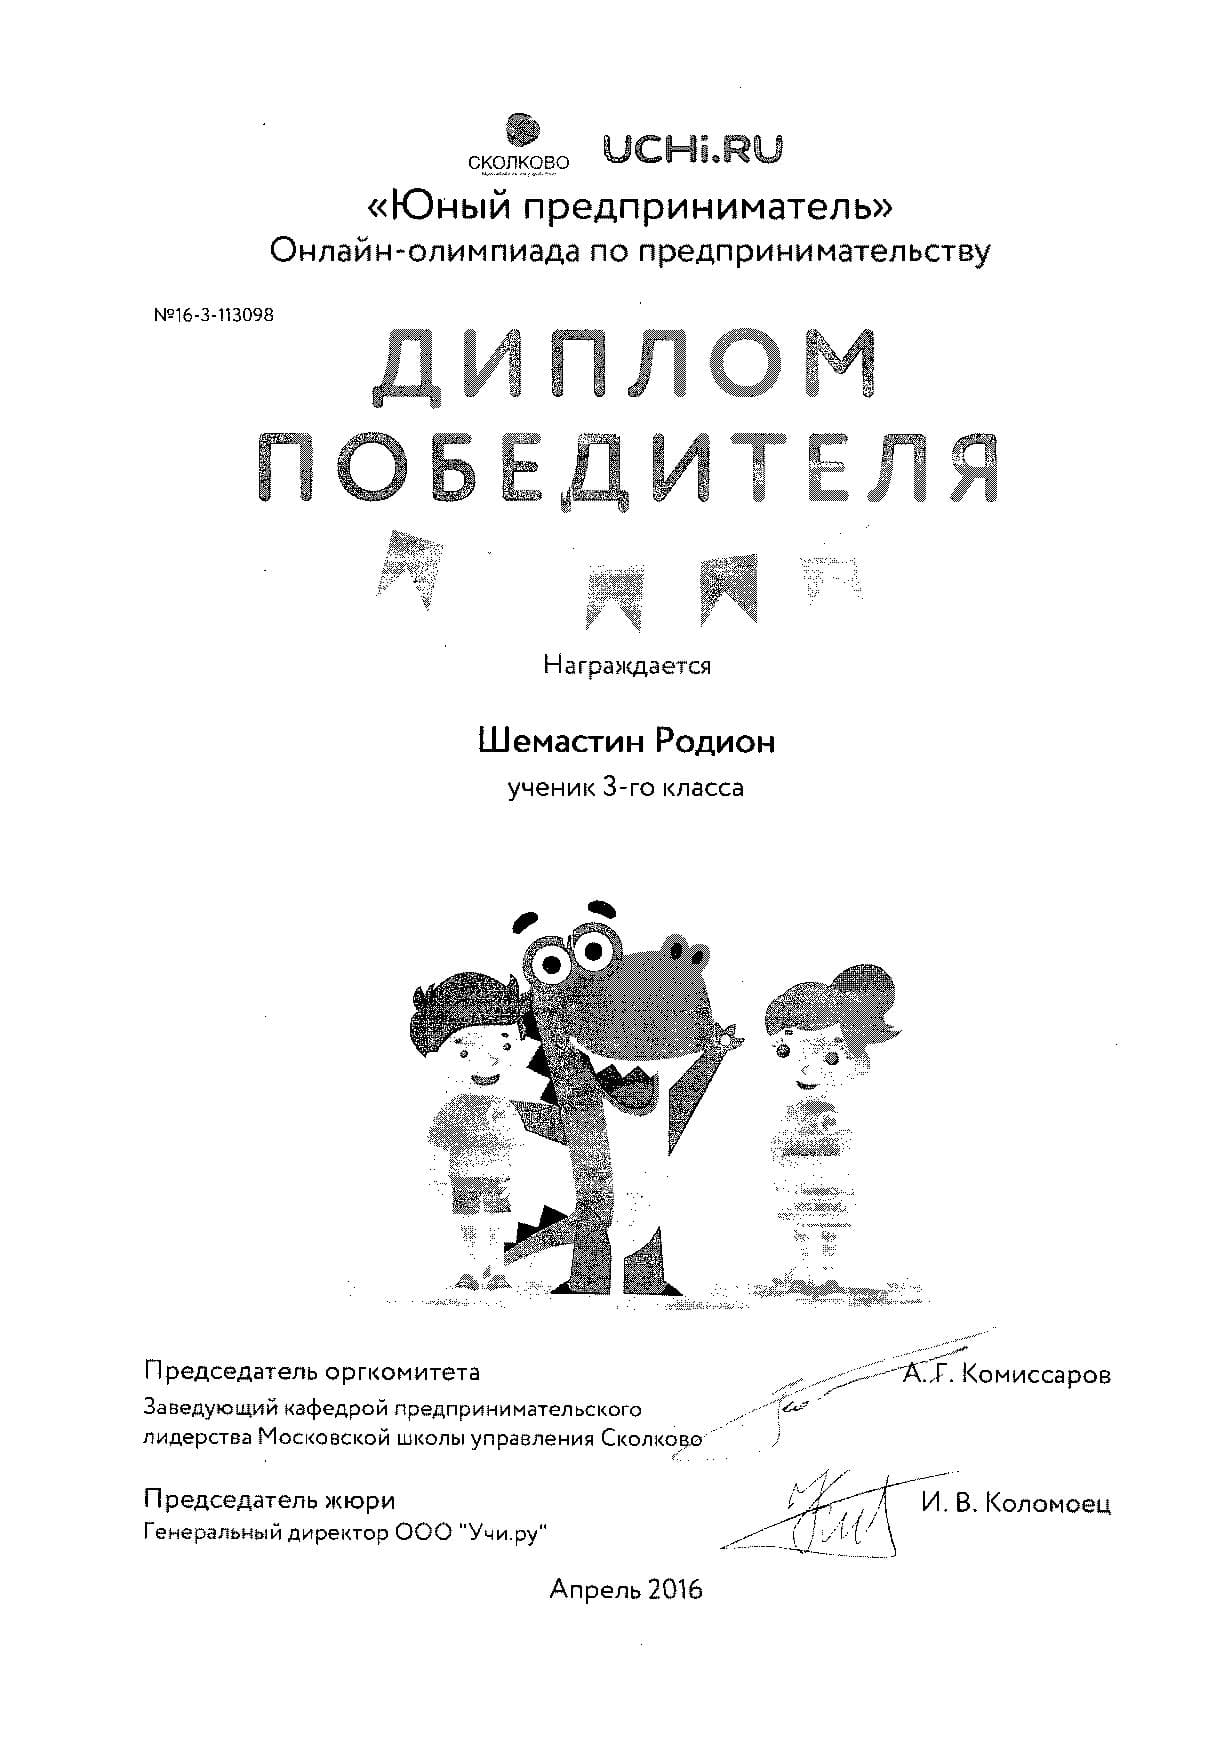 СКОЛКОВО UCHi.RU
«Юный предприниматель»
Онлайн-олимпиада по предпринимательству
№16-3-113098
ДИПЛОМ
ПОБЕДИТЕЛЯ
Награждается
Шемастин Родион
ученик 3-го класса
Председатель оргкомитета
А. Г. Комиссаров
Заведующий кафедрой предпринимательского
лидерства Московской школы управления Сколково
Председатель жюри
И. В. Коломоец
Генеральный директор ООО "Учи.ру"
Апрель 2016